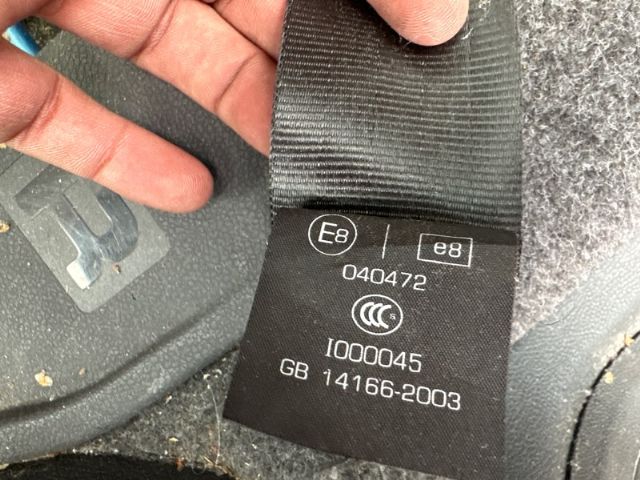 E8 | e8
040472
CCC S
I000045
GB 14166-2003
R